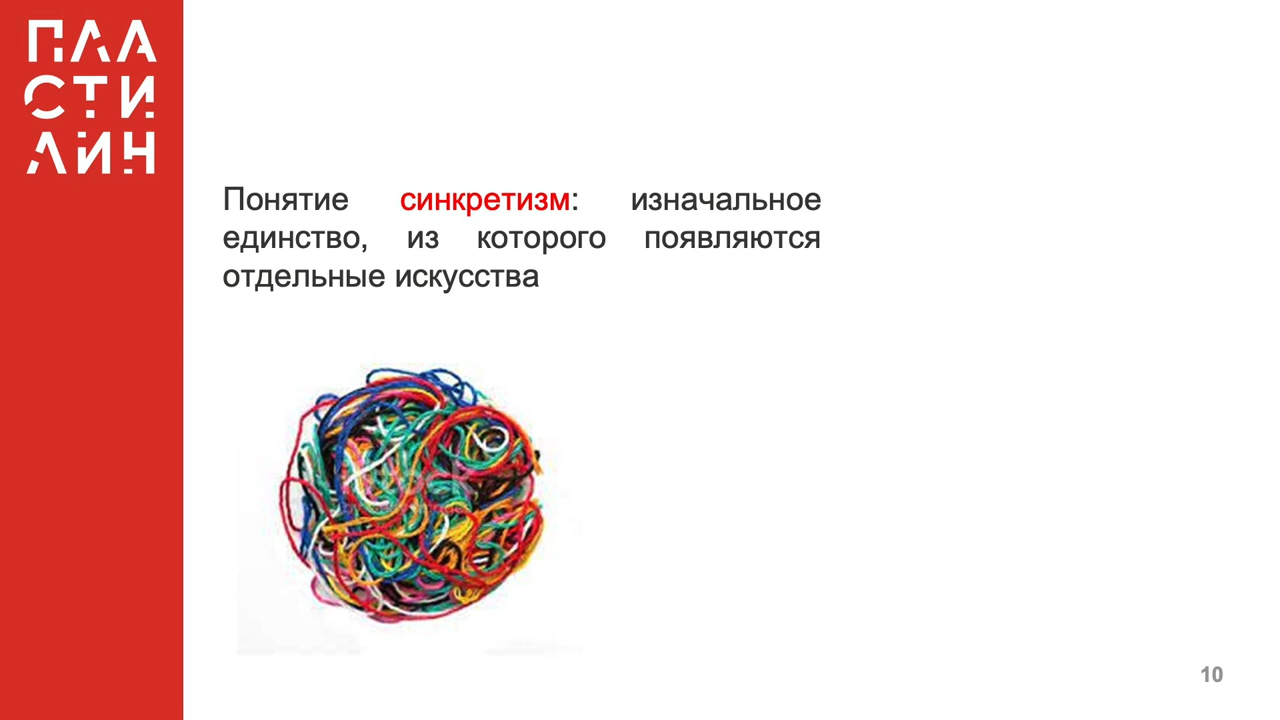 ПЛА
СТИ
ЛИН
Понятие синкретизм: изначальное
единство, из которого появляются
отдельные искусства
10